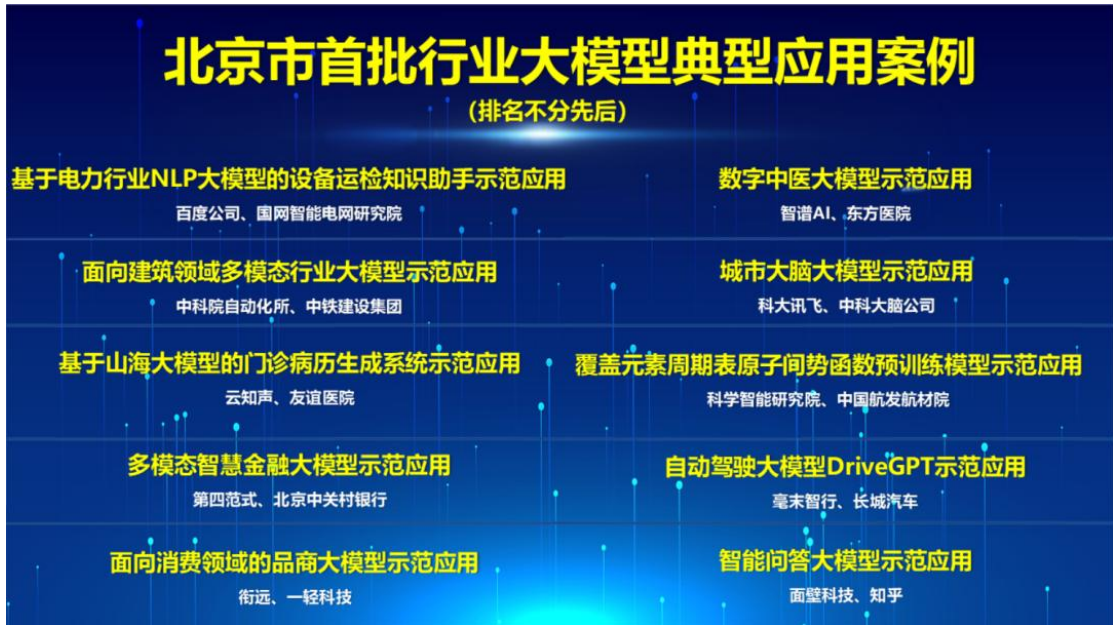 北京市首批行业大模型典型应用案例
(排名不分先后)
基于电力行业NLP大模型的设备运检知识助手示范应用
百度公司、国网智能电网研究院
数字中医大模型示范应用
智谱AI、东方医院
面向建筑领域多模态行业大模型示范应用
中科院自动化所、中铁建设集团
城市大脑大模型示范应用
科大讯飞、中科大脑公司
基于山海大模型的门诊病历生成系统示范应用
云知声、友谊医院
覆盖元素周期表原子间势函数预训练模型示范应用
科学智能研究院、中国航发航材院
多模态智慧金融大模型示范应用
第四范式、北京中关村银行
自动驾驶大模型DriveGPT示范应用
毫末智行、长城汽车
面向消费领域的品商大模型示范应用
衔远、一轻科技
智能问答大模型示范应用
面壁科技、知乎